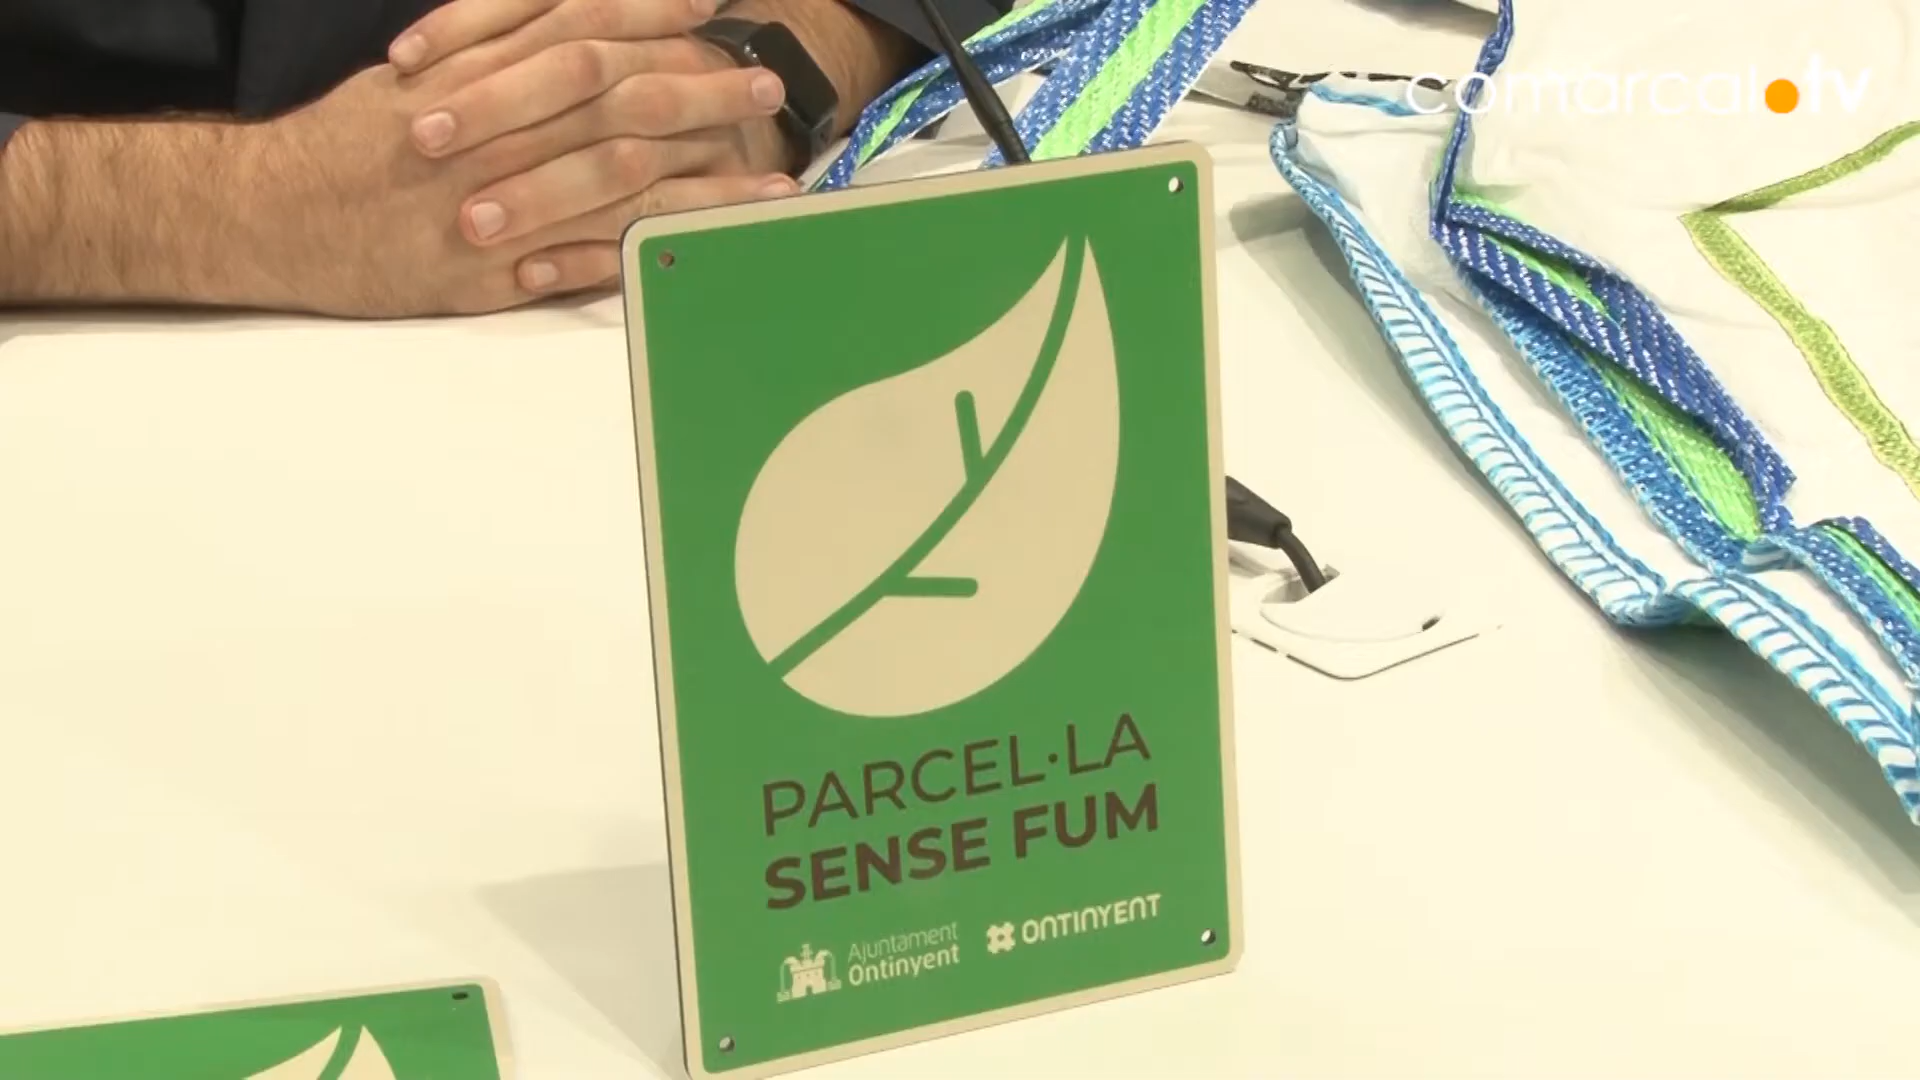 comarcal.tv
PARCEL·LA
SENSE FUM
Ajuntament
Ontinyent
ONTINYENT